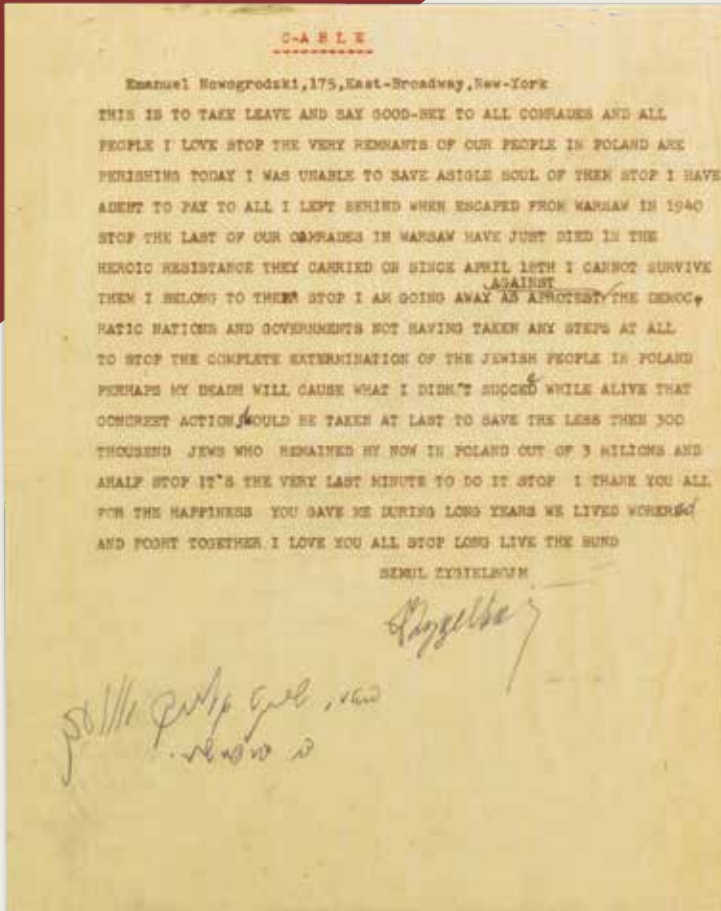 C-A B L E
Emanuel Nowogrodzki,175,East-Broadway,New-York
THIS IS TO TAKE LEAVE AND SAY GOOD-BEY TO ALL COMRADES AND ALL
PEOPLE I LOVE STOP THE VERY REMNANTS OF OUR PEOPLE IN POLAND ARE
PERISHING TODAY I WAS UNABLE TO SAVE ASIGLE SOUL OF THEM STOP I HAVE
ADEBT TO PAY TO ALL I LEFT BEHIND WHEN ESCAPED FROM WARSAW IN 1940
STOP THE LAST OF OUR CAMRADES IN WARSAW HAVE JUST DIED IN THE
HEROIC RESISTANCE THEY CARRIED ON SINCE APRIL 18TH I CANNOT SURVIVE
THEM I BELONG TO THEM STOP I AM GOING AWAY AS APROTEST AGAINST THE DEMOC
RATIC NATIONS AND GOVERNMENTS NOT HAVING TAKEN ANY STEPS AT ALL
TO STOP THE COMPLETE EXTERMINATION OF THE JEWISH PEOPLE IN POLAND
PERHAPS MY DEADH WILL CAUSE WHAT I DIDN'T SUCCED WHILE ALIVE THAT
CONCREET ACTION SHOULD BE TAKEN AT LAST TO SAVE THE LESS THEN 300
THOUSEND JEWS WHO REMAINED BY NOW IN POLAND OUT OF 3 MILIONS AND
AHALF STOP IT'S THE VERY LAST MINUTE TO DO IT STOP I THANK YOU ALL
FOR THE HAPPINESS YOU GAVE ME DURING LONG YEARS WE LIVED WORKED
AND FOGHT TOGETHER I LOVE YOU ALL STOP LONG LIVE THE BUND
SZMUL ZYGIELBOJM